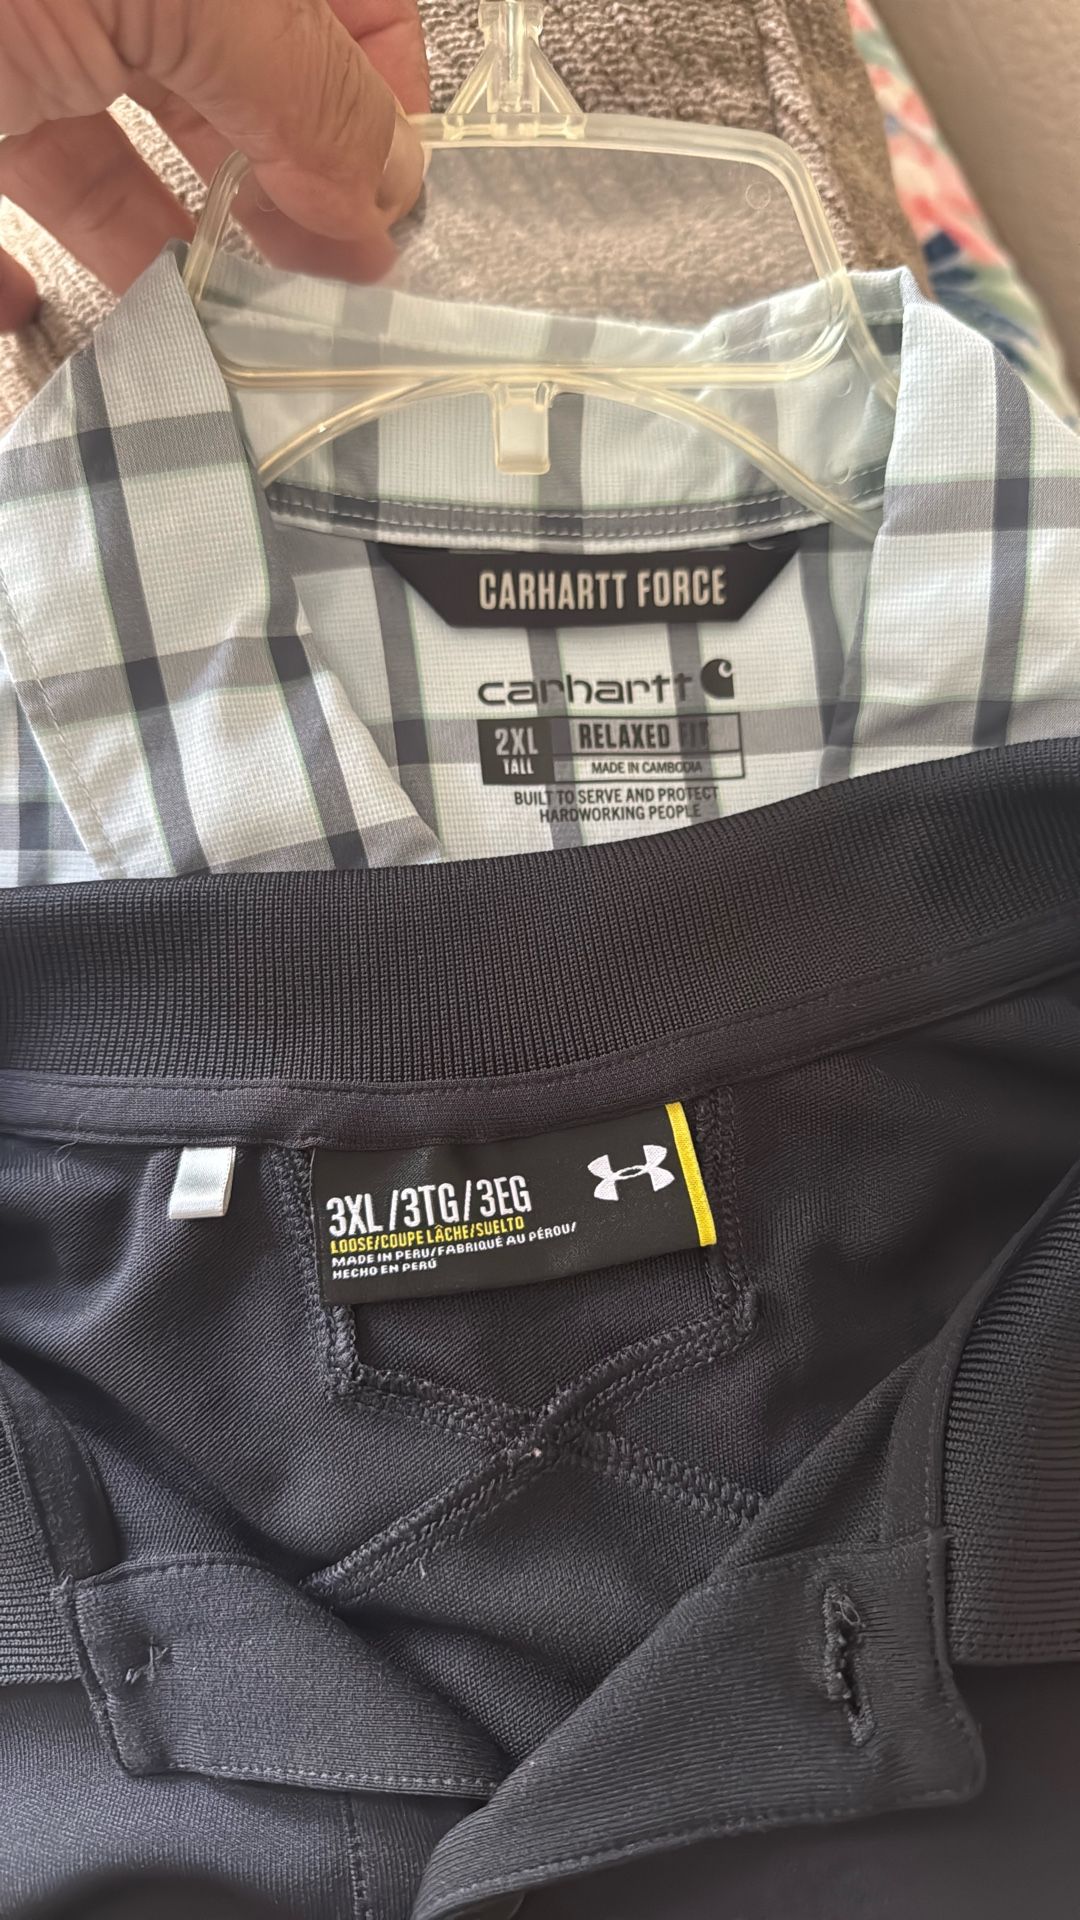 CARHARTT FORCE
carhartt
2XL TALL
RELAXED FIT
MADE IN CAMBODIA
BUILT TO SERVE AND PROTECT
HARDWORKING PEOPLE
3XL/3TG/3EG
LOOSE/COUPE LÂCHE/SUELTO
MADE IN PERU/FABRIQUÉ AU PÉROU/
HECHO EN PERÚ